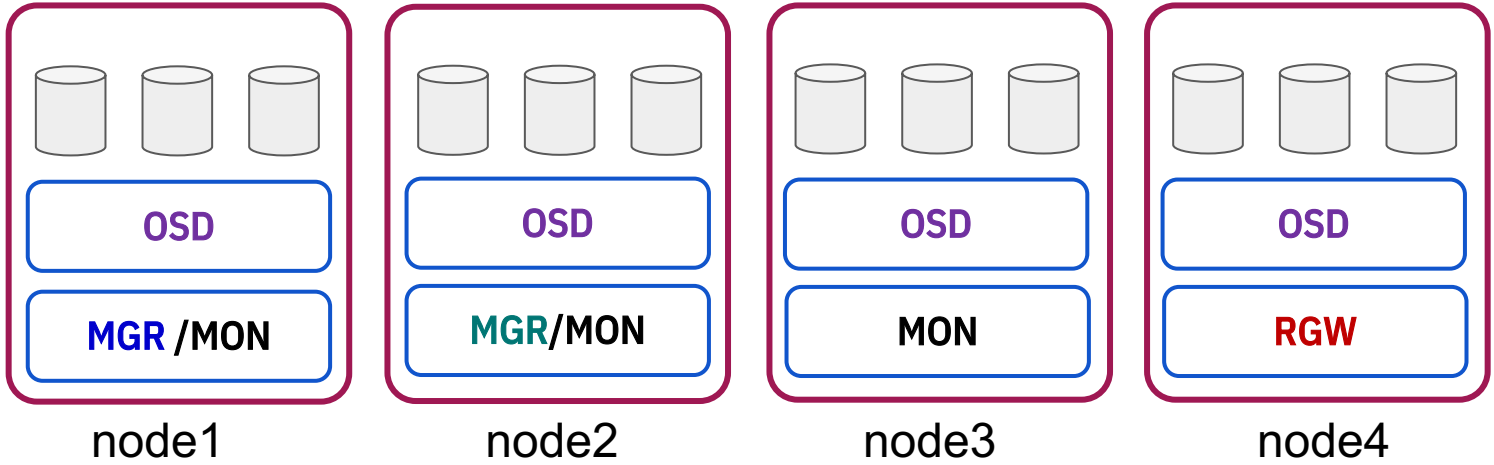 OSD
MGR /MON
node1
OSD
MGR/MON
node2
OSD
MON
node3
OSD
RGW
node4